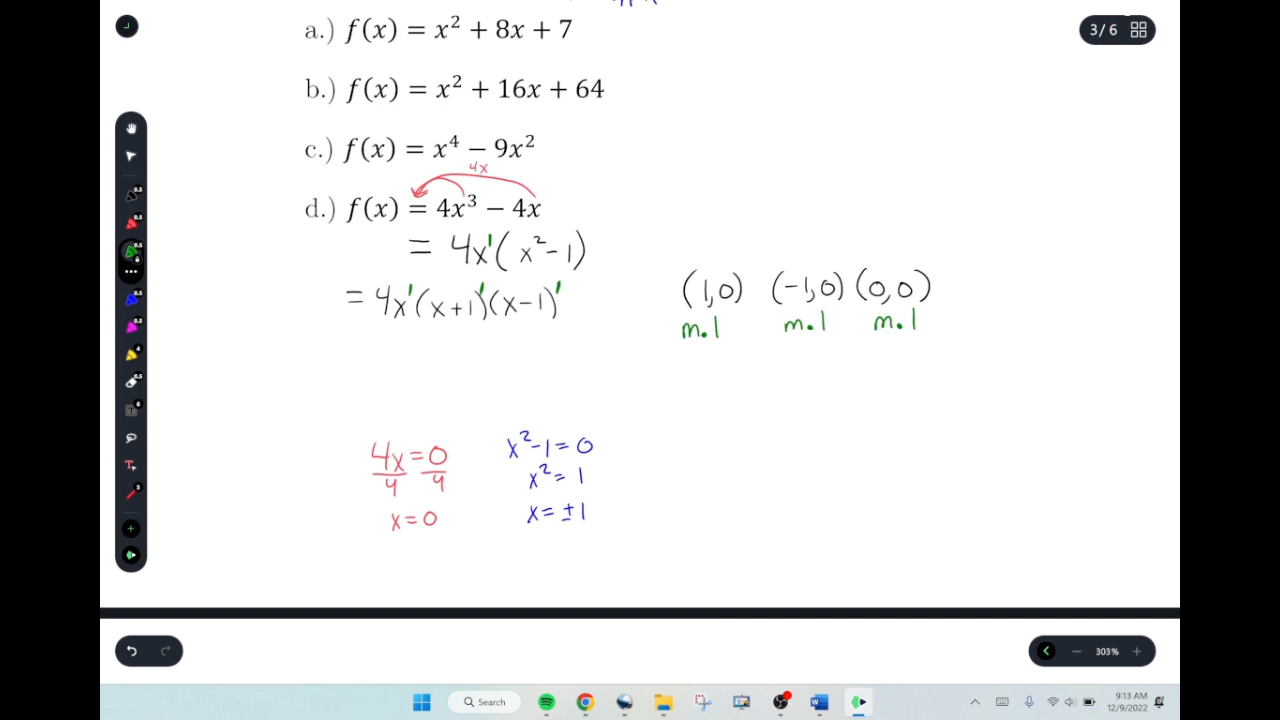 3/6
a.) f(x) = x² + 8x + 7
b.) f(x) = x² + 16x + 64
c.) f(x) = x⁴ − 9x²
4x
d.) f(x) = 4x³ − 4x
= 4x¹(x²−1)
= 4x¹(x+1)¹(x−1)¹
(1,0) (−1,0) (0,0)
m.1 m.1 m.1
4x=0
4 4
x=0
x²−1=0
x²=1
x=±1
303%
Search
9:13 AM
12/9/2022